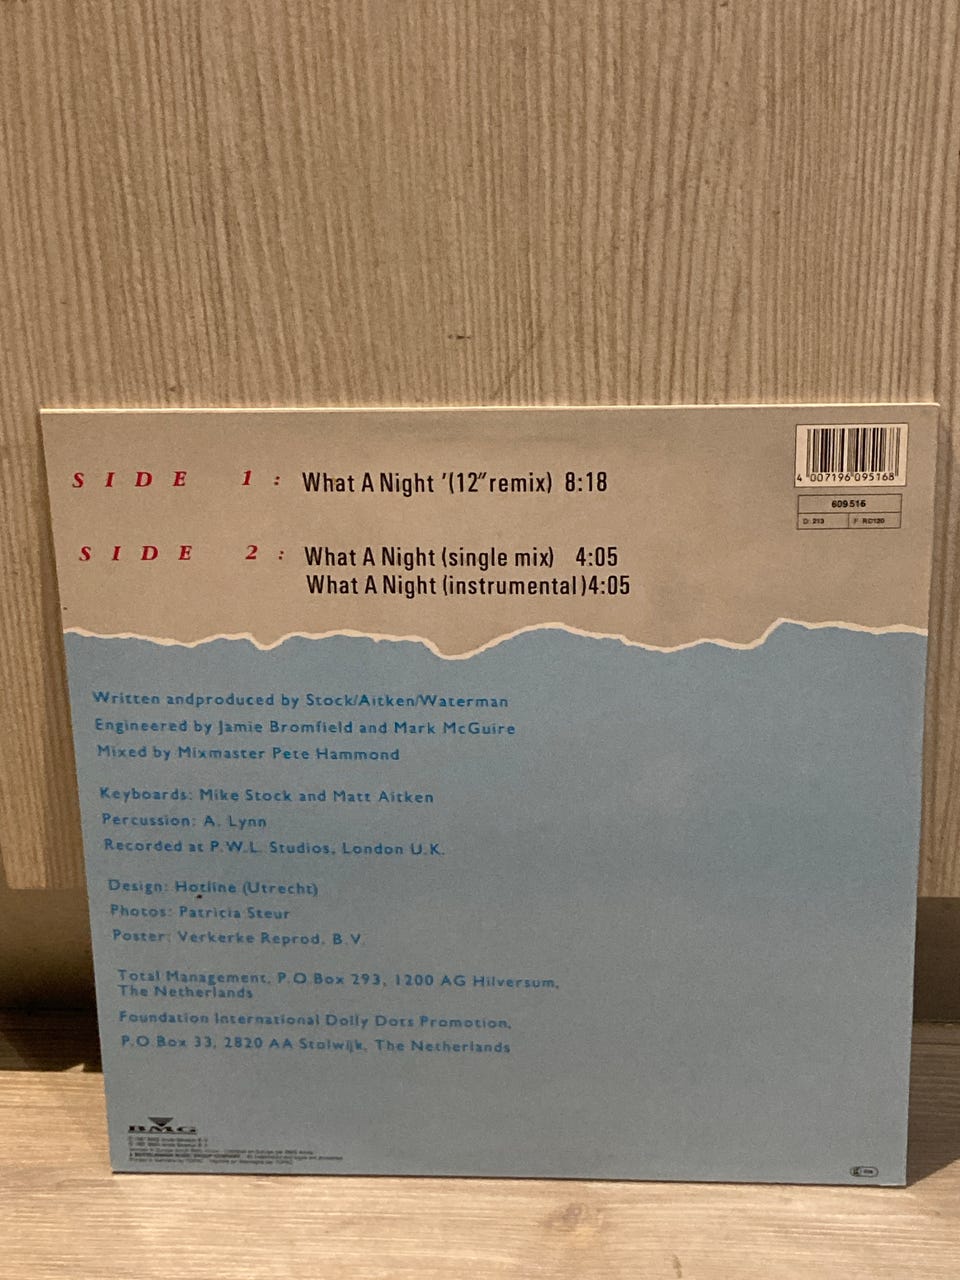 SIDE 1: What A Night '(12" remix) 8:18
SIDE 2: What A Night (single mix) 4:05
What A Night (instrumental) 4:05
4 007196 095168
609 516
D: 213 F: RD120
Written andproduced by Stock/Aitken/Waterman
Engineered by Jamie Bromfield and Mark McGuire
Mixed by Mixmaster Pete Hammond
Keyboards: Mike Stock and Matt Aitken
Percussion: A. Lynn
Recorded at P.W.L. Studios, London U.K.
Design: Hotline (Utrecht)
Photos: Patricia Steur
Poster: Verkerke Reprod. B.V.
Total Management, P.O.Box 293, 1200 AG Hilversum,
The Netherlands
Foundation International Dolly Dots Promotion,
P.O.Box 33, 2820 AA Stolwijk, The Netherlands
BMG